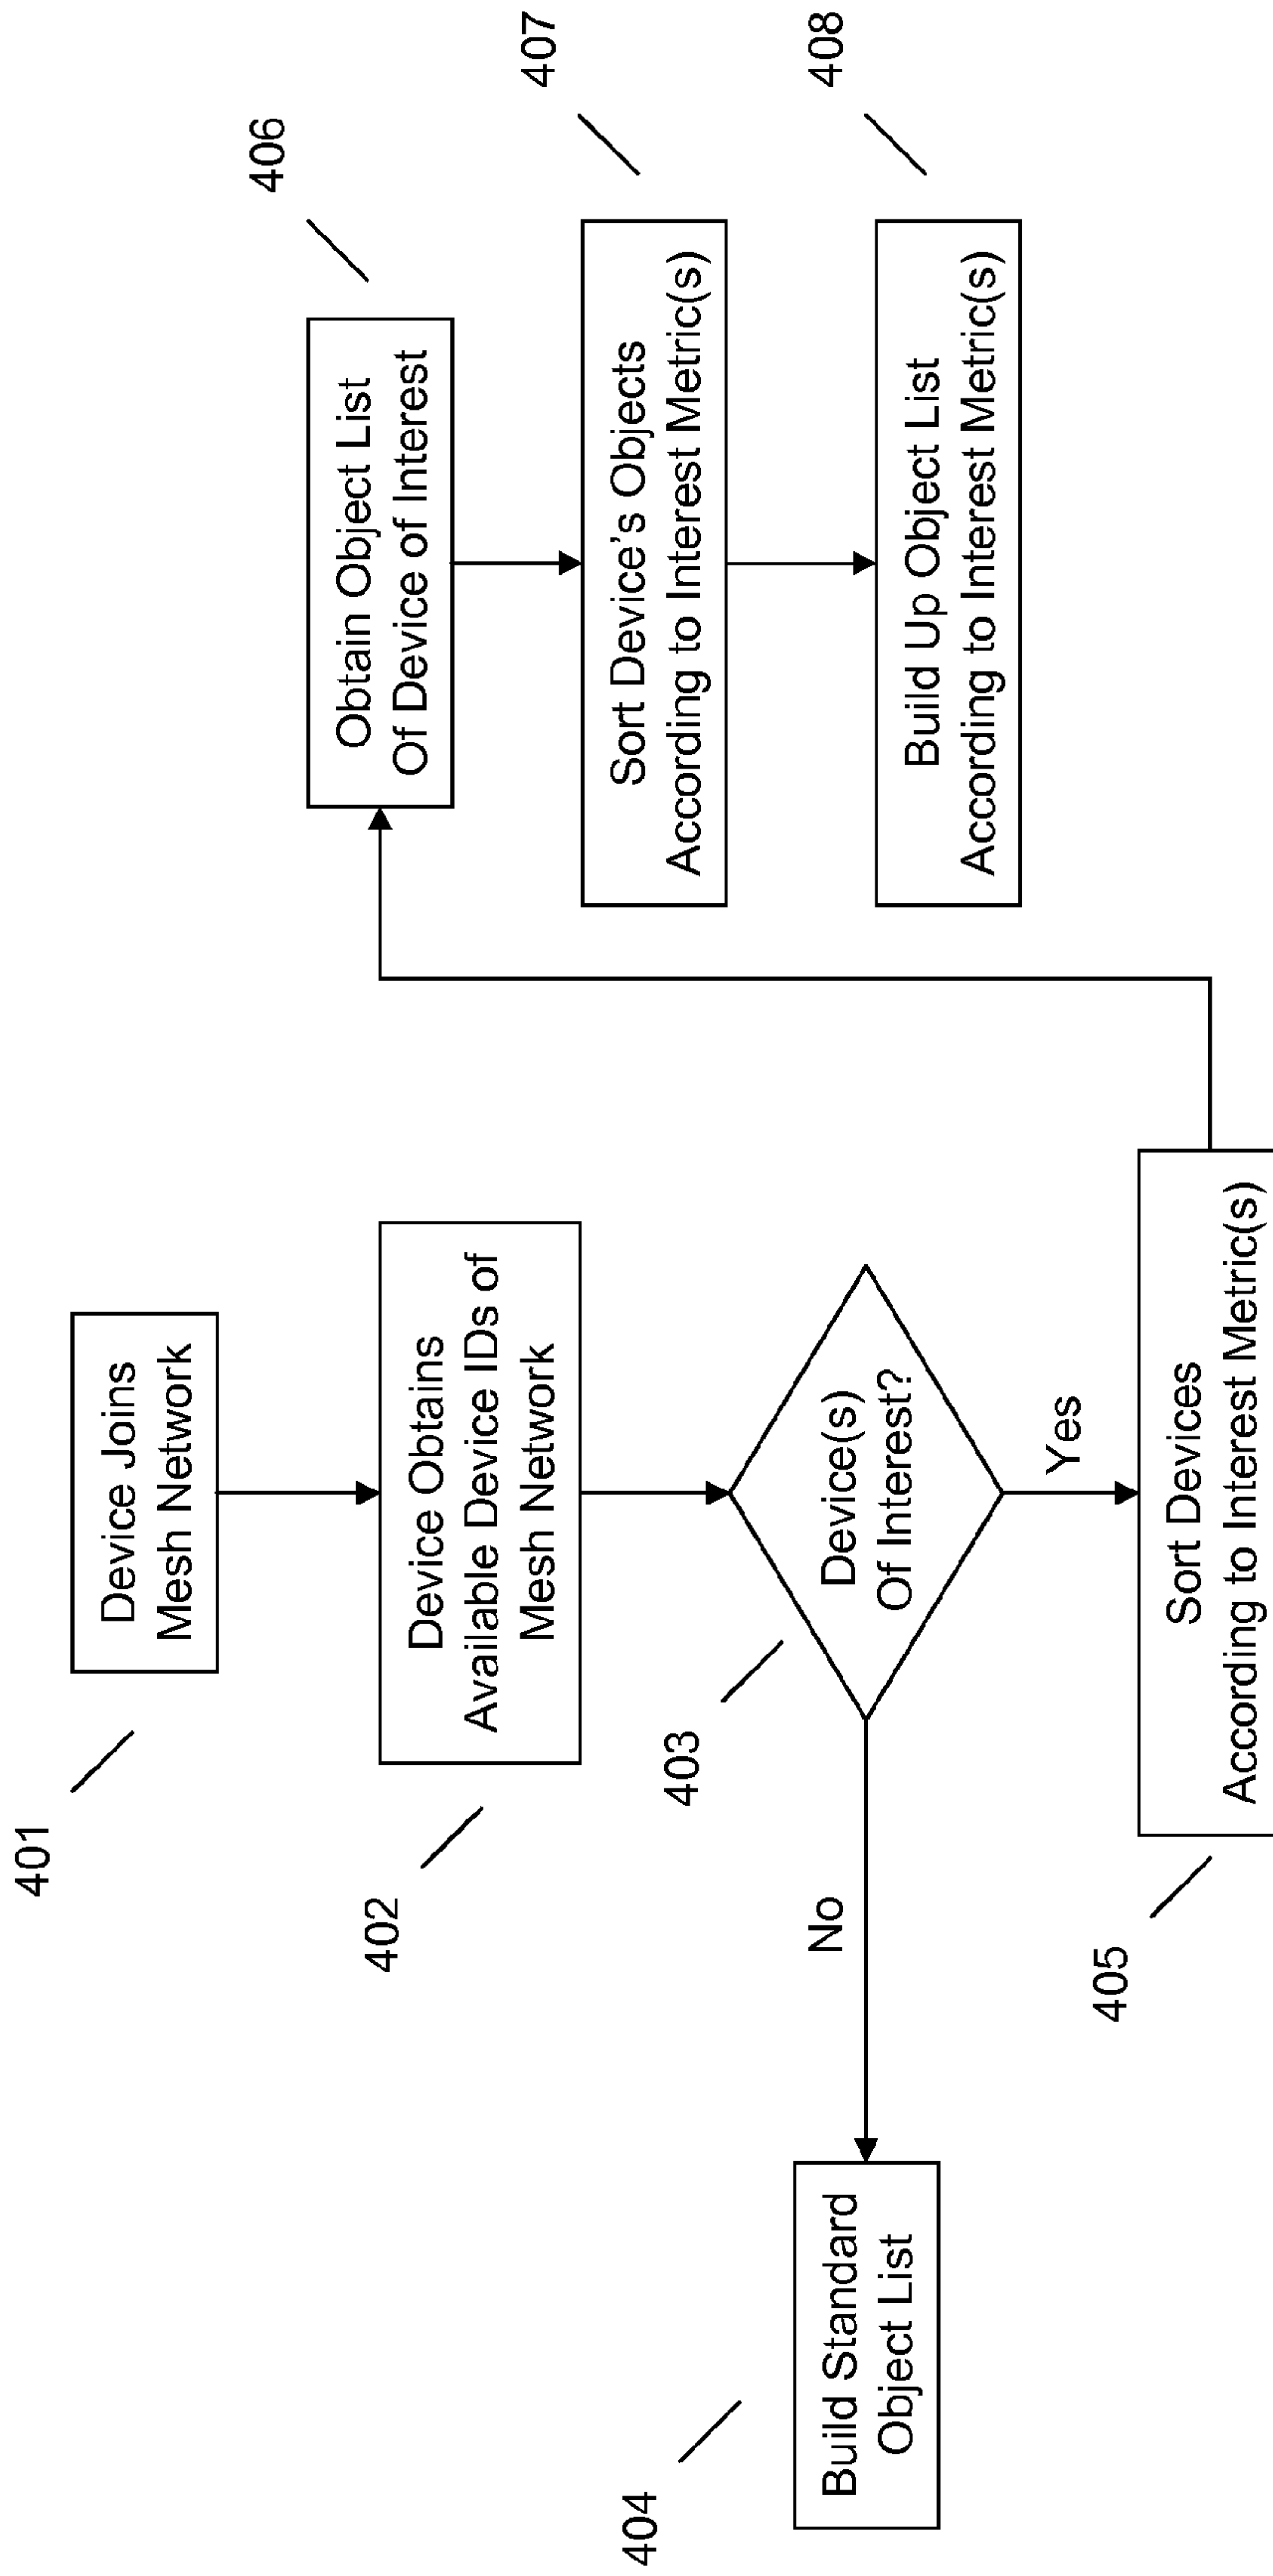 401
Device Joins
Mesh Network
402
Device Obtains
Available Device IDs of
Mesh Network
403
Device(s)
Of Interest?
No
Yes
404
Build Standard
Object List
405
Sort Devices
According to Interest Metric(s)
406
Obtain Object List
Of Device of Interest
407
Sort Device's Objects
According to Interest Metric(s)
408
Build Up Object List
According to Interest Metric(s)